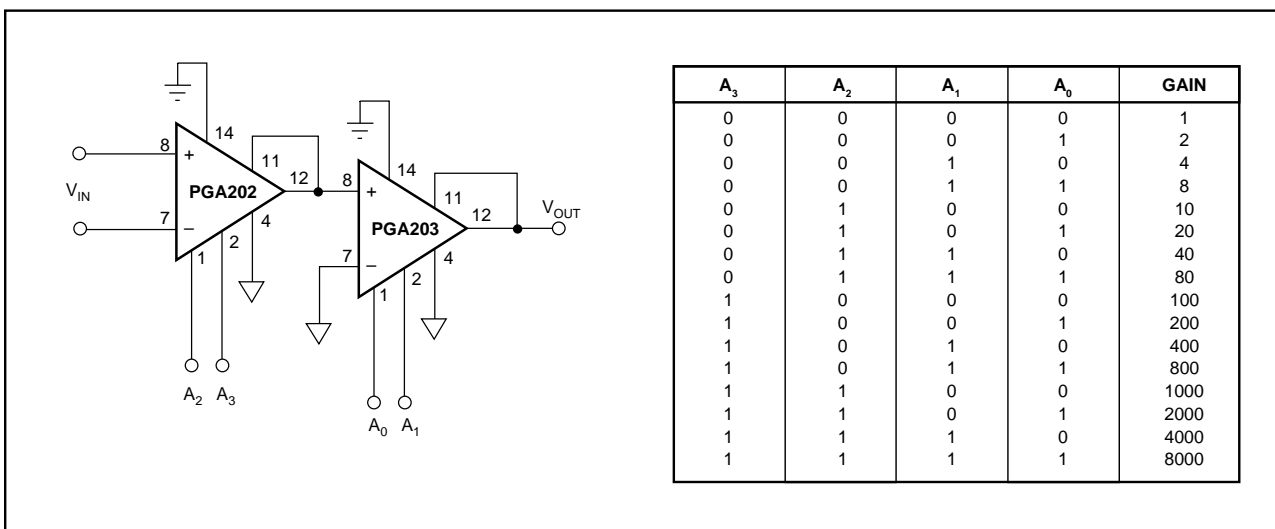 14
8
+
11
12
V_IN
PGA202
7
–
4
2
1
A_2 A_3
14
8
+
11
12
V_OUT
PGA203
7
–
4
2
1
A_0 A_1
A_3 A_2 A_1 A_0 GAIN
0 0 0 0 1
0 0 0 1 2
0 0 1 0 4
0 0 1 1 8
0 1 0 0 10
0 1 0 1 20
0 1 1 0 40
0 1 1 1 80
1 0 0 0 100
1 0 0 1 200
1 0 1 0 400
1 0 1 1 800
1 1 0 0 1000
1 1 0 1 2000
1 1 1 0 4000
1 1 1 1 8000